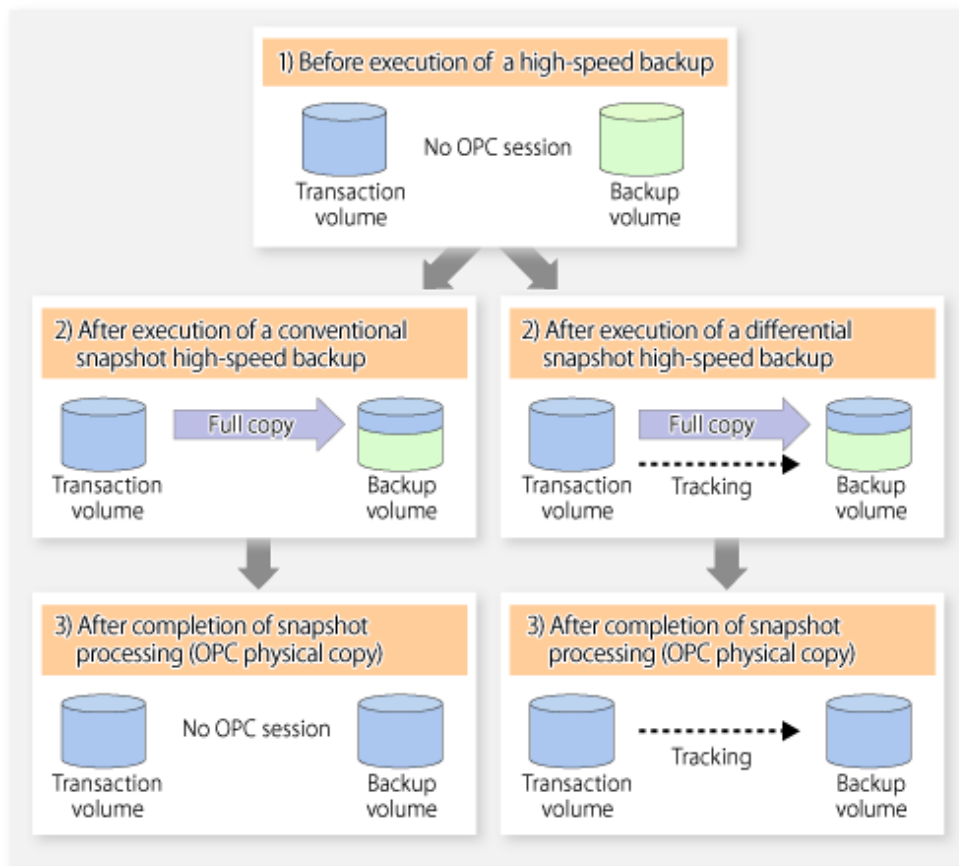 1) Before execution of a high-speed backup
No OPC session
Transaction
volume
Backup
volume
2) After execution of a conventional
snapshot high-speed backup
Full copy
Transaction
volume
Backup
volume
2) After execution of a differential
snapshot high-speed backup
Full copy
Tracking
Transaction
volume
Backup
volume
3) After completion of snapshot
processing (OPC physical copy)
No OPC session
Transaction
volume
Backup
volume
3) After completion of snapshot
processing (OPC physical copy)
Tracking
Transaction
volume
Backup
volume